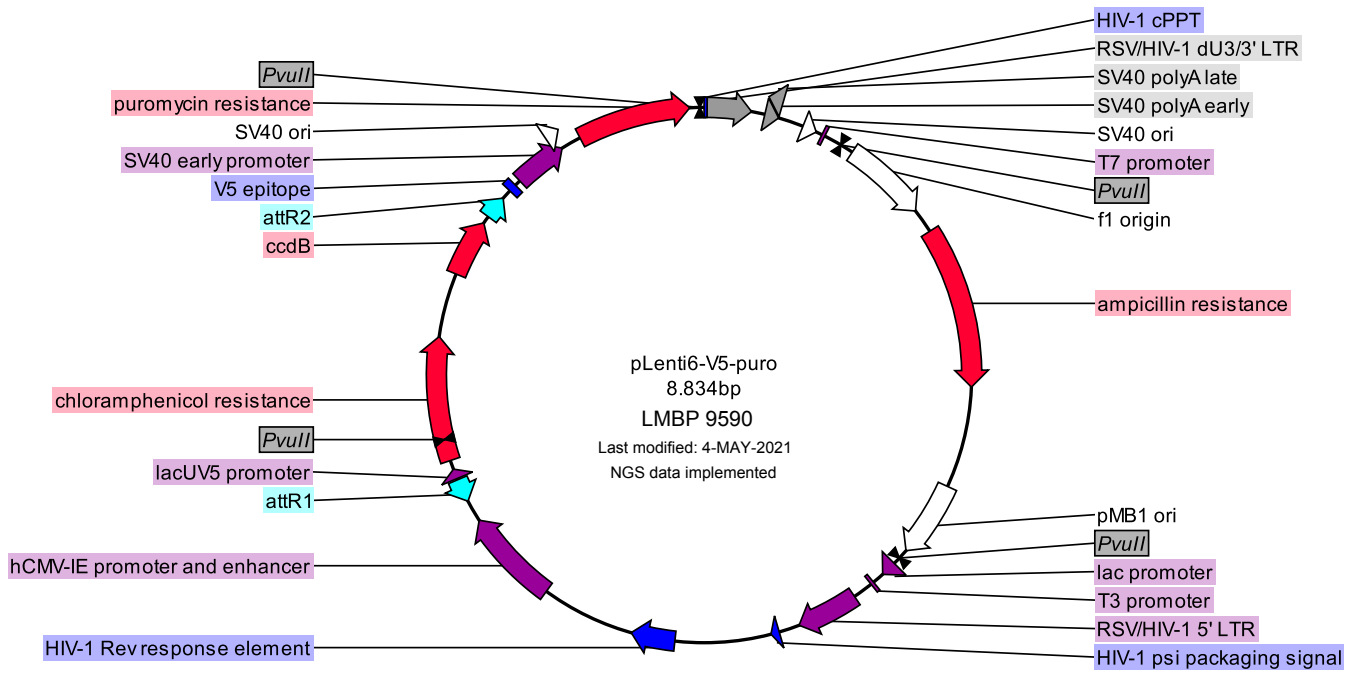 PvuII
puromycin resistance
SV40 ori
SV40 early promoter
V5 epitope
attR2
ccdB
chloramphenicol resistance
PvuII
lacUV5 promoter
attR1
hCMV-IE promoter and enhancer
HIV-1 Rev response element
pLenti6-V5-puro
8.834bp
LMBP 9590
Last modified: 4-MAY-2021
NGS data implemented
HIV-1 cPPT
RSV/HIV-1 dU3/3' LTR
SV40 polyA late
SV40 polyA early
SV40 ori
T7 promoter
PvuII
f1 origin
ampicillin resistance
pMB1 ori
PvuII
lac promoter
T3 promoter
RSV/HIV-1 5' LTR
HIV-1 psi packaging signal